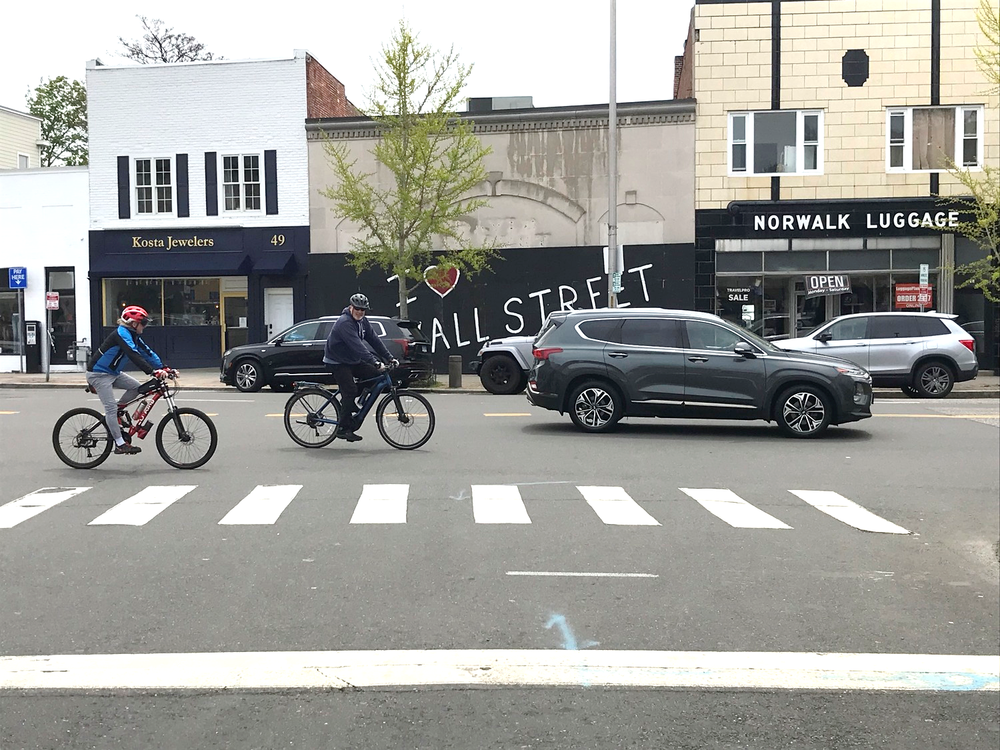 Kosta Jewelers
49
PAY
HERE
I
WALL STREET
NORWALK LUGGAGE
OPEN
Monday - Saturday
TRAVELPRO
SALE
ORDER 24/7
ONLINE